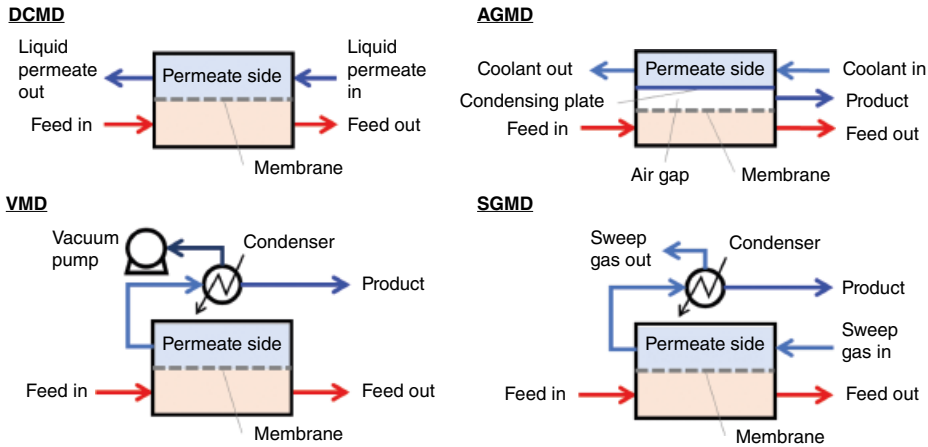 DCMD
Liquid
permeate
out
Permeate side
Liquid
permeate
in
Feed in
Feed out
Membrane
AGMD
Coolant out
Permeate side
Coolant in
Condensing plate
Product
Feed in
Feed out
Air gap
Membrane
VMD
Vacuum
pump
Condenser
Product
Permeate side
Feed in
Feed out
Membrane
SGMD
Sweep
gas out
Condenser
Product
Permeate side
Sweep
gas in
Feed in
Feed out
Membrane